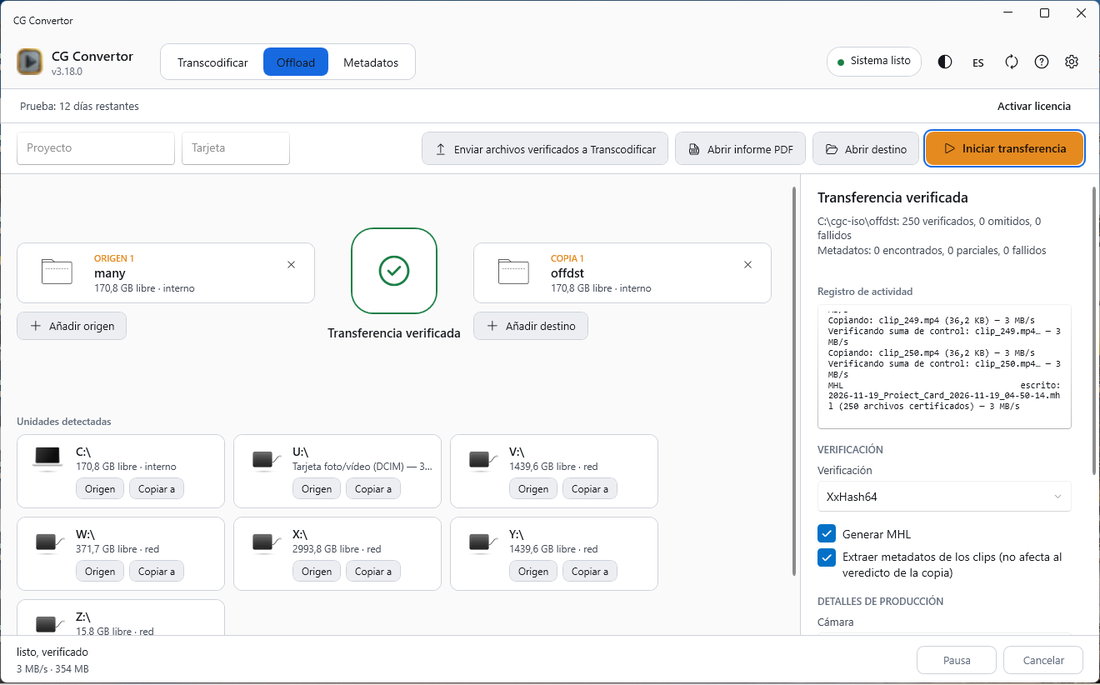 CG Convertor
CG Convertor
v3.18.0
Transcodificar
Offload
Metadatos
Sistema listo
ES
Prueba: 12 días restantes
Activar licencia
Proyecto
Tarjeta
Enviar archivos verificados a Transcodificar
Abrir informe PDF
Abrir destino
Iniciar transferencia
ORIGEN 1
many
170,8 GB libre · interno
Añadir origen
Transferencia verificada
COPIA 1
offdst
170,8 GB libre · interno
Añadir destino
Unidades detectadas
C:\
170,8 GB libre · interno
Origen
Copiar a
U:\
Tarjeta foto/vídeo (DCIM) — 3...
Origen
Copiar a
V:\
1439,6 GB libre · red
Origen
Copiar a
W:\
371,7 GB libre · red
Origen
Copiar a
X:\
2993,8 GB libre · red
Origen
Copiar a
Y:\
1439,6 GB libre · red
Origen
Copiar a
Z:\
15,8 GB libre · red
Transferencia verificada
C:\cgc-iso\offdst: 250 verificados, 0 omitidos, 0
fallidos
Metadatos: 0 encontrados, 0 parciales, 0 fallidos
Registro de actividad
Copiando: clip_249.mp4 (36,2 KB) — 3 MB/s
Verificando suma de control: clip_249.mp4… — 3
MB/s
Copiando: clip_250.mp4 (36,2 KB) — 3 MB/s
Verificando suma de control: clip_250.mp4… — 3
MB/s
MHL escrito:
2026-11-19_Proiect_Card_2026-11-19_04-50-14.mh
l (250 archivos certificados) — 3 MB/s
VERIFICACIÓN
Verificación
XxHash64
Generar MHL
Extraer metadatos de los clips (no afecta al
veredicto de la copia)
DETALLES DE PRODUCCIÓN
Cámara
listo, verificado
3 MB/s · 354 MB
Pausa
Cancelar